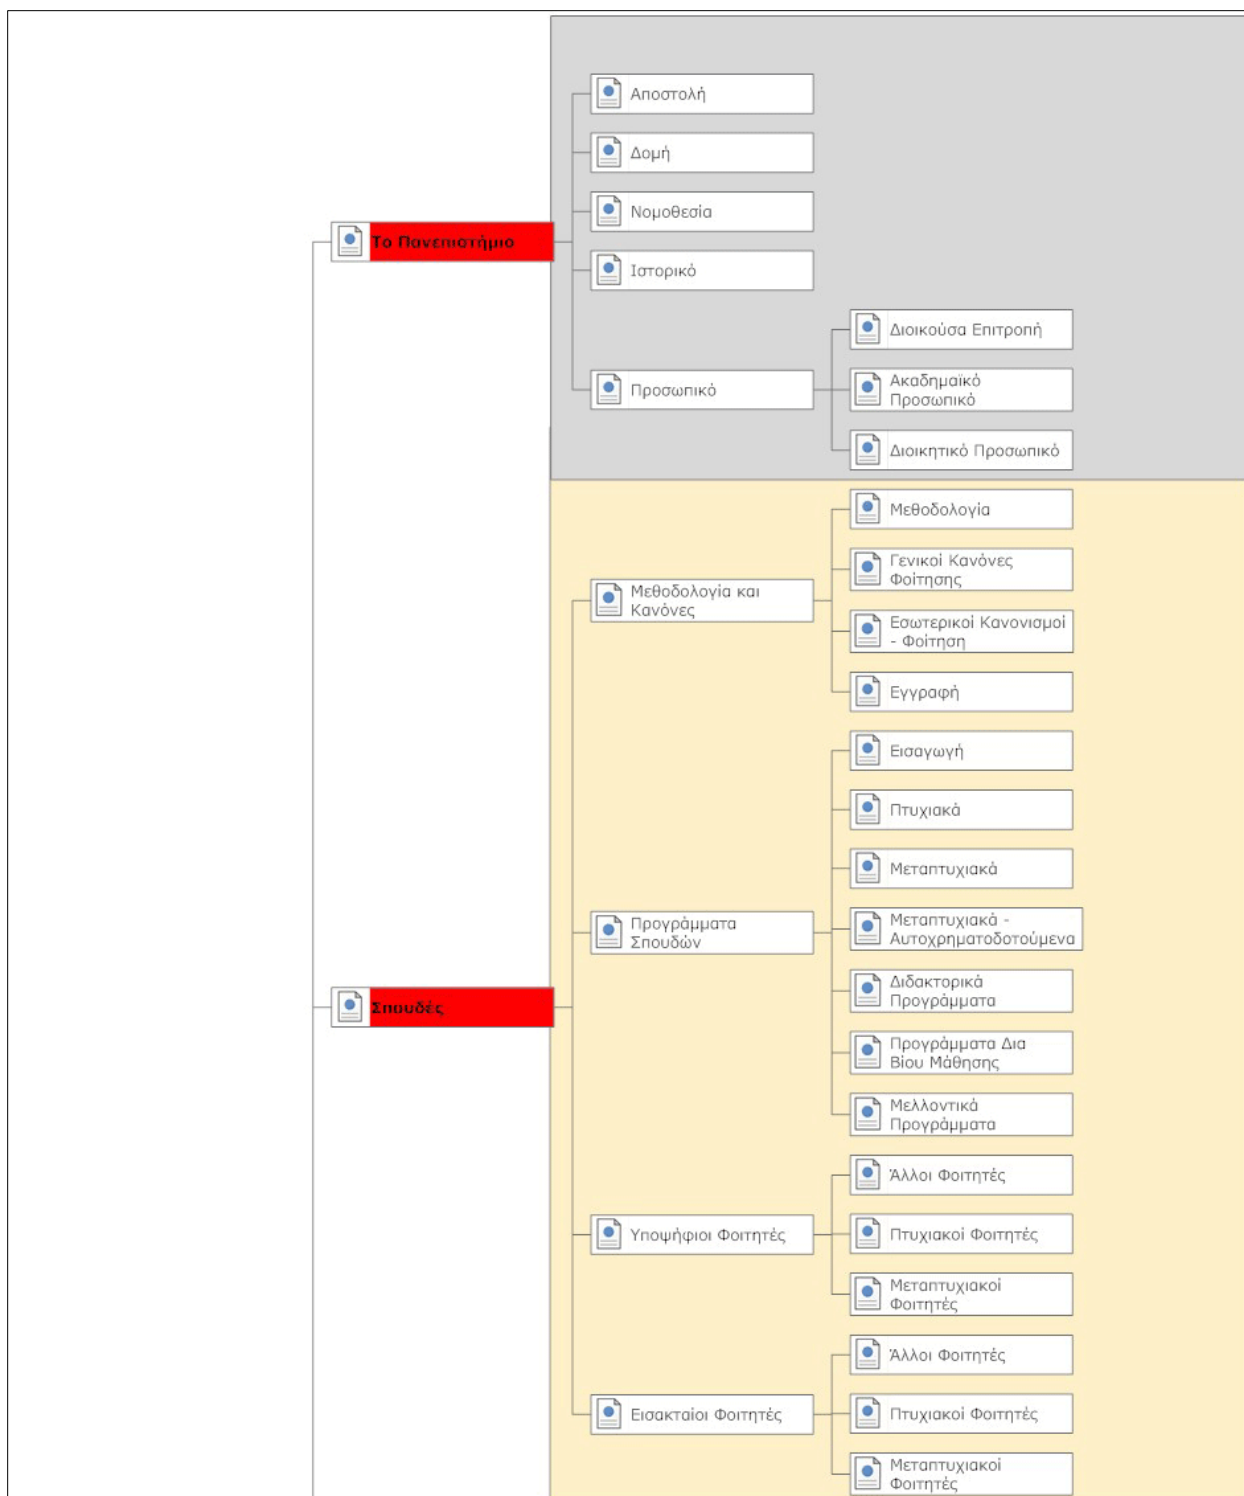 Αποστολή
Δομή
Νομοθεσία
Το Πανεπιστήμιο
Ιστορικό
Διοικούσα Επιτροπή
Προσωπικό
Ακαδημαϊκό
Προσωπικό
Διοικητικό Προσωπικό
Μεθοδολογία
Γενικοί Κανόνες
Φοίτησης
Μεθοδολογία και
Κανόνες
Εσωτερικοί Κανονισμοί
- Φοίτηση
Εγγραφή
Εισαγωγή
Πτυχιακά
Μεταπτυχιακά
Προγράμματα
Σπουδών
Μεταπτυχιακά -
Αυτοχρηματοδοτούμενα
Διδακτορικά
Προγράμματα
Σπουδές
Προγράμματα Δια
Βίου Μάθησης
Μελλοντικά
Προγράμματα
Άλλοι Φοιτητές
Υποψήφιοι Φοιτητές
Πτυχιακοί Φοιτητές
Μεταπτυχιακοί
Φοιτητές
Άλλοι Φοιτητές
Εισακταίοι Φοιτητές
Πτυχιακοί Φοιτητές
Μεταπτυχιακοί
Φοιτητές